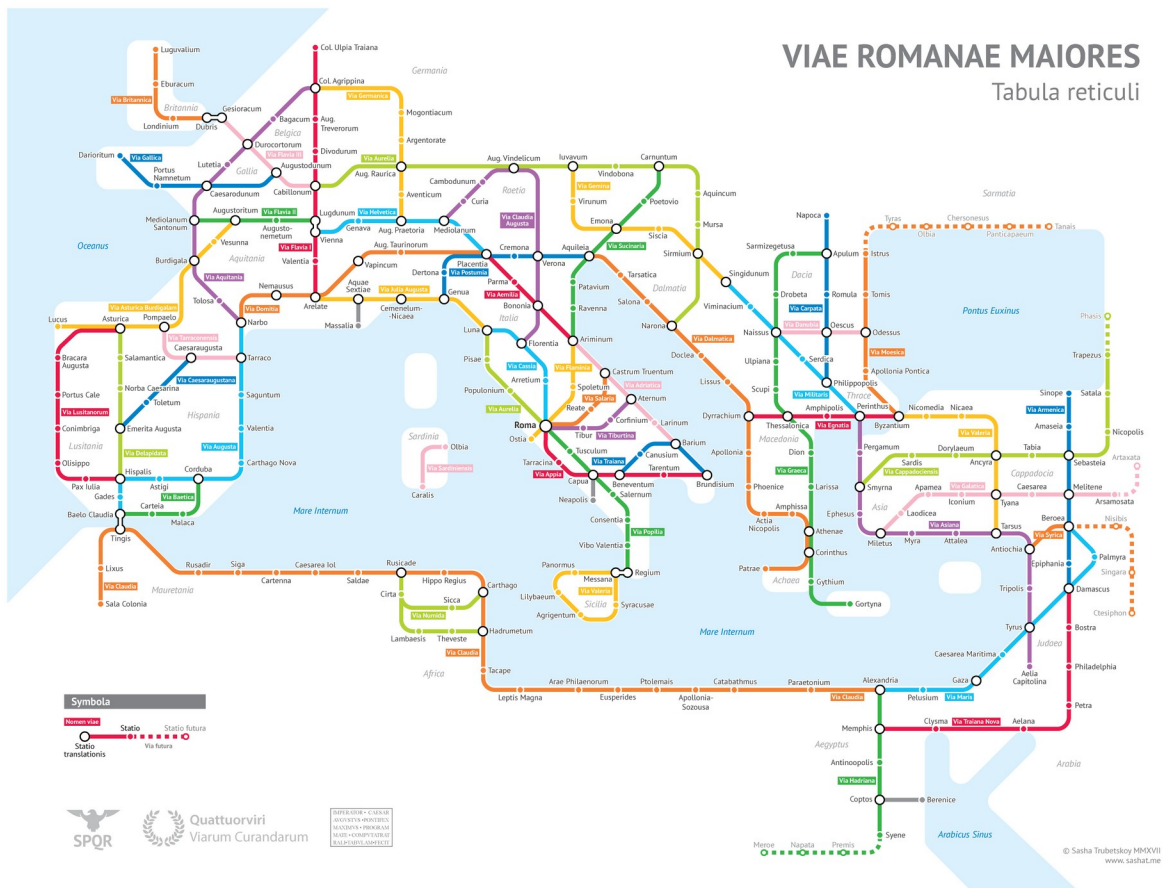 VIAE ROMANAE MAIORES
Tabula reticuli
Luguvalium
Eburacum
Via Britannica
Britannia
Londinium
Dubris
Gesioracum
Col. Ulpia Traiana
Col. Agrippina
Germania
Via Germanica
Mogontiacum
Bagacum
Aug.
Treverorum
Belgica
Argentorate
Durocortorum
Via Flavia III
Divodurum
Darioritum
Via Gallica
Portus
Namnetum
Lutetia
Gallia
Augustodunum
Caesarodunum
Cabillonum
Via Aurelia
Aug. Raurica
Aventicum
Aug. Vindelicum
Cambodunum
Curia
Raetia
Iuvavum
Vindobona
Carnuntum
Via Gemina
Virunum
Poetovio
Aquincum
Mursa
Mediolanum
Santonum
Augustoritum
Via Flavia II
Augusto-
nemetum
Lugdunum
Via Helvetica
Genava
Vienna
Aug. Praetoria
Mediolanum
Via Claudia
Augusta
Emona
Siscia
Via Sucinaria
Sarmatia
Oceanus
Vesunna
Aquitania
Via Flavia I
Valentia
Burdigala
Via Aquitania
Tolosa
Aug. Taurinorum
Vapincum
Placentia
Cremona
Verona
Aquileia
Dertona
Via Postumia
Parma
Via Aemilia
Patavium
Tarsatica
Salona
Dalmatia
Sirmium
Singidunum
Viminacium
Napoca
Sarmizegetusa
Apulum
Dacia
Drobeta
Romula
Via Carpata
Tyras
Olbia
Chersonesus
Panticapaeum
Tanais
Istrus
Tomis
Nemausus
Via Domitia
Arelate
Aquae
Sextiae
Via Julia Augusta
Massalia
Cemenelum-
Nicaea
Genua
Bononia
Italia
Ravenna
Narona
Via Dalmatica
Naissus
Via Danubia
Oescus
Odessus
Pontus Euxinus
Phasis
Via Asturica Burdigalam
Lucus
Asturica
Pompaelo
Via Tarraconensis
Narbo
Luna
Florentia
Ariminum
Doclea
Ulpiana
Serdica
Via Moesica
Bracara
Augusta
Salamantica
Caesaraugusta
Tarraco
Pisae
Via Cassia
Via Flaminia
Castrum Truentum
Lissus
Scupi
Philippopolis
Apollonia Pontica
Trapezus
Portus Cale
Norba Caesarina
Via Caesaraugustana
Toletum
Saguntum
Populonium
Arretium
Spoletum
Via Salaria
Via Adriatica
Reate
Aternum
Via Militaris
Thrace
Sinope
Satala
Via Lusitanorum
Hispania
Via Aurelia
Roma
Corfinium
Larinum
Dyrrachium
Amphipolis
Perinthus
Nicomedia
Nicaea
Via Armenica
Conimbriga
Emerita Augusta
Valentia
Ostia
Tibur
Via Tiburtina
Thessalonica
Via Egnatia
Byzantium
Amaseia
Nicopolis
Lusitania
Via Delapidata
Via Augusta
Sardinia
Olbia
Tusculum
Barium
Macedonia
Dion
Pergamum
Dorylaeum
Via Valeria
Tabia
Olisippo
Hispalis
Corduba
Carthago Nova
Via Sardoniensis
Tarracina
Via Appia
Via Traiana
Canusium
Apollonia
Via Graeca
Via Cappadociensis
Sardis
Ancyra
Sebasteia
Artaxata
Pax Iulia
Gades
Astigi
Via Baetica
Caralis
Capua
Beneventum
Tarentum
Brundisium
Phoenice
Larissa
Smyrna
Apamea
Via Galatica
Cappadocia
Caesarea
Melitene
Neapolis
Salernum
Iconium
Tyana
Arsamosata
Baelo Claudia
Carteia
Malaca
Mare Internum
Consentia
Actia
Nicopolis
Amphissa
Asia
Ephesus
Laodicea
Via Asiana
Tarsus
Beroea
Nisibis
Tingis
Via Popilia
Vibo Valentia
Athenae
Miletus
Myra
Attalea
Antiochia
Via Syrica
Corinthus
Epiphania
Palmyra
Lixus
Rusadir
Siga
Cartenna
Caesarea Iol
Saldae
Rusicade
Hippo Regius
Panormus
Messana
Regium
Patrae
Achaea
Gythium
Singara
Via Claudia
Mauretania
Cirta
Sicca
Carthago
Via Valeria
Lilybaeum
Sicilia
Syracusae
Gortyna
Tripolis
Damascus
Sala Colonia
Via Nomida
Agrigentum
Ctesiphon
Lambaesis
Theveste
Hadrumetum
Mare Internum
Tyrus
Bostra
Via Claudia
Iudaea
Africa
Tacape
Caesarea Maritima
Aelia
Capitolina
Philadelphia
Leptis Magna
Arae Philaenorum
Eusperides
Ptolemais
Apollonia-
Sozousa
Catabathmus
Paraetonium
Via Claudia
Alexandria
Pelusium
Via Maris
Gaza
Petra
Memphis
Clysma
Via Traiana Nova
Aelana
Aegyptus
Antinoopolis
Arabia
Via Hadriana
Coptos
Berenice
Syene
Arabicus Sinus
Meroe
Napata
Premis
Symbola
Nomen viae
Statio
Statio futura
Statio
translationis
Via futura
SPQR
Quattuorviri
Viarum Curandarum
IMPERATOR • CAESAR
© Sasha Trubetskoy MMXVII
www. sashat.me